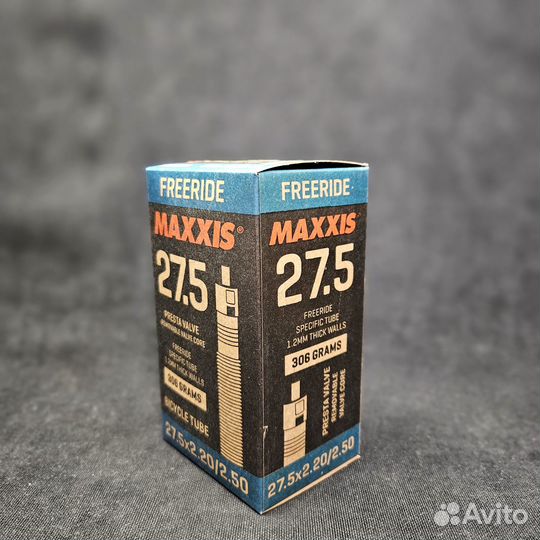 FREERIDE
MAXXIS®
27.5
PRESTA VALVE
REMOVABLE VALVE CORE
FREERIDE
SPECIFIC TUBE
1.2MM THICK WALLS
306 GRAMS
BICYCLE TUBE
27.5x2.20/2.50
FREERIDE
MAXXIS
27.5
FREERIDE
SPECIFIC TUBE
1.2MM THICK WALLS
306 GRAMS
PRESTA VALVE
REMOVABLE
VALVE CORE
27.5x2.20/2.50
Avito